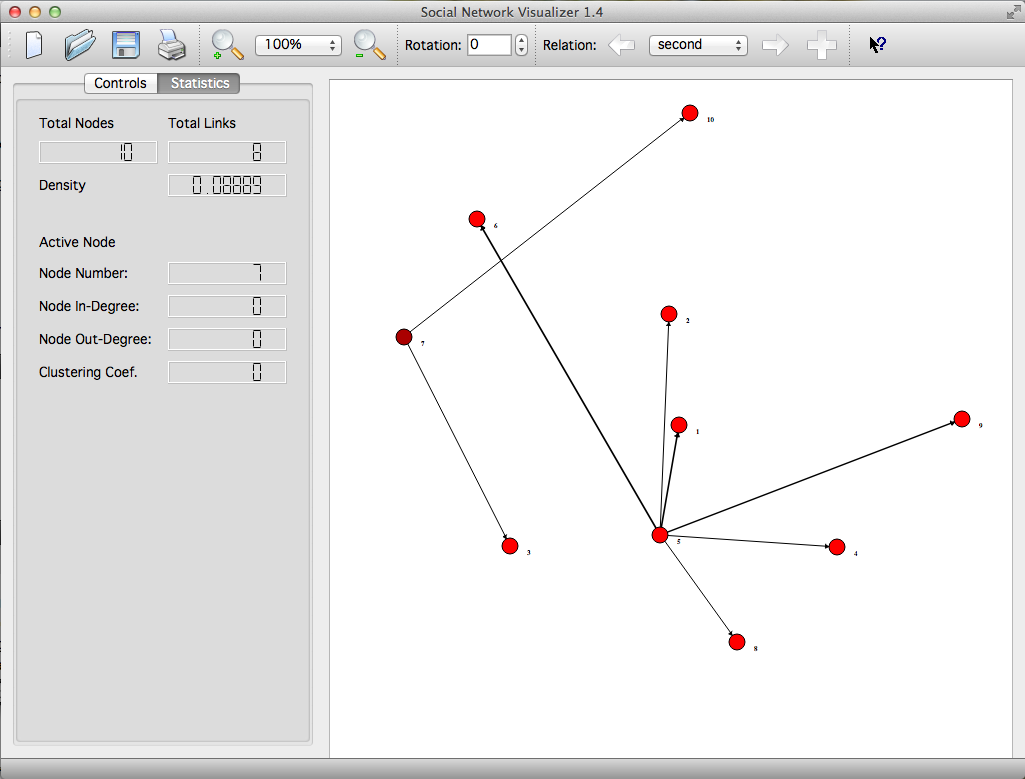 Social Network Visualizer 1.4
100% Rotation: 0 Relation: second ?
Controls Statistics
Total Nodes Total Links
10 8
Density 0.08889
Active Node
Node Number: 7
Node In-Degree: 0
Node Out-Degree: 0
Clustering Coef. 0
10
6
2
7
9
1
5
3
4
8